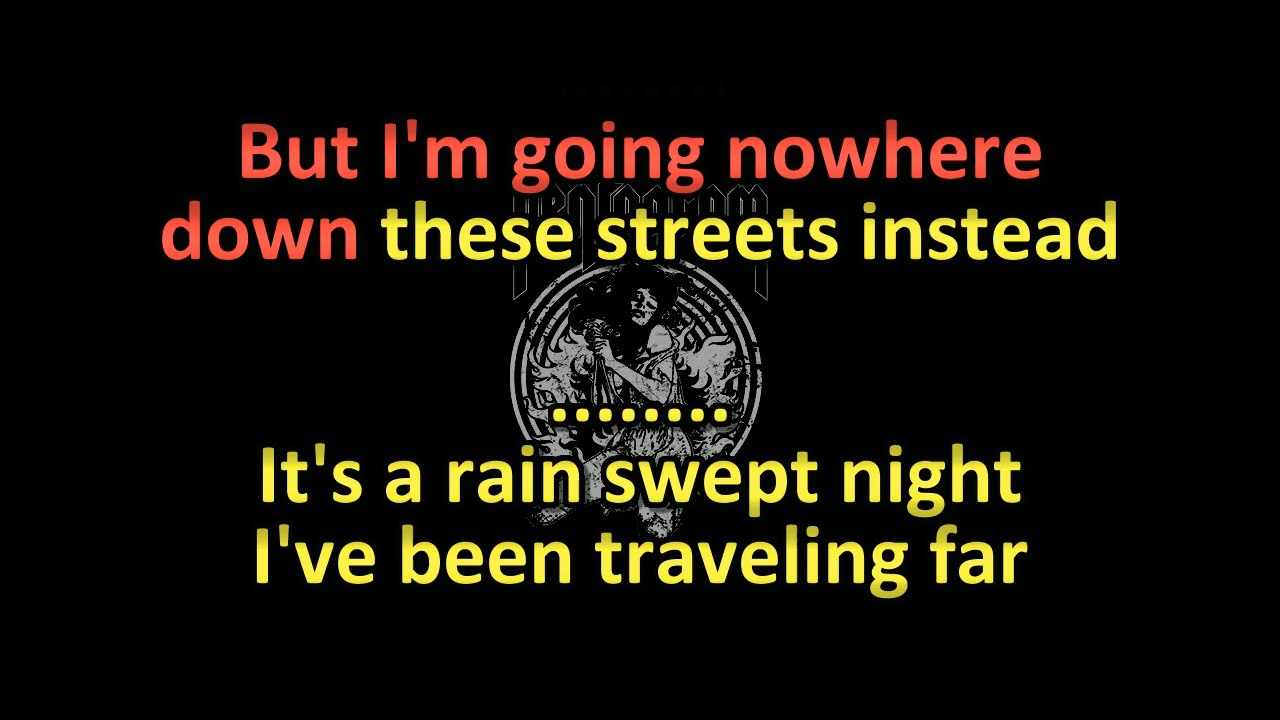 But I'm going nowhere
down these streets instead
........
It's a rain swept night
I've been traveling far